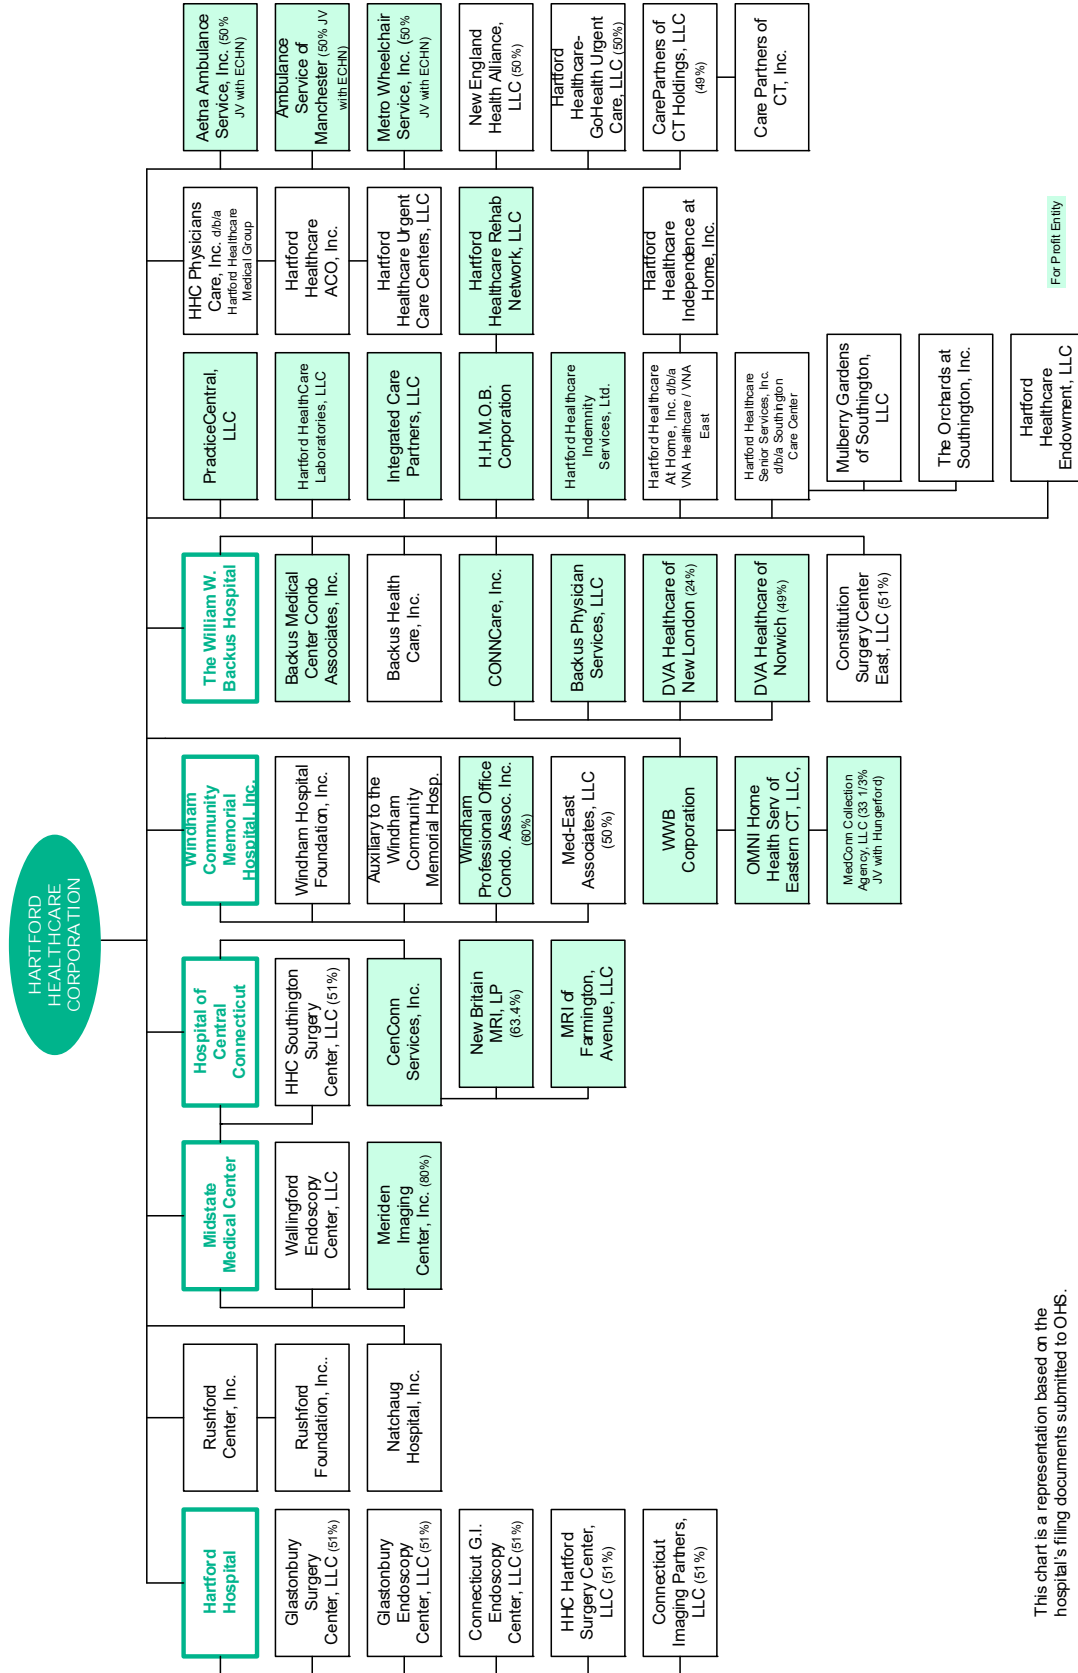 HARTFORD
HEALTHCARE
CORPORATION
Hartford
Hospital
Glastonbury
Surgery
Center, LLC (51%)
Glastonbury
Endoscopy
Center, LLC (51%)
Connecticut G.I.
Endoscopy
Center, LLC (51%)
HHC Hartford
Surgery Center,
LLC (51%)
Connecticut
Imaging Partners,
LLC (51%)
Rushford
Center, Inc.
Rushford
Foundation, Inc..
Natchaug
Hospital, Inc.
Midstate
Medical Center
Wallingford
Endoscopy
Center, LLC
Meriden
Imaging
Center, Inc. (80%)
Hospital of
Central
Connecticut
HHC Southington
Surgery
Center, LLC (51%)
CenConn
Services, Inc.
New Britain
MRI, LP
(63.4%)
MRI of
Farmington,
Avenue, LLC
Windham
Community
Memorial
Hospital, Inc.
Windham Hospital
Foundation, Inc.
Auxiliary to the
Windham
Community
Memorial Hosp.
Windham
Professional Office
Condo. Assoc. Inc.
(60%)
Med-East
Associates, LLC
(50%)
WWB
Corporation
OMNI Home
Health Serv of
Eastern CT, LLC,
MedConn Collection
Agency, LLC (33 1/3%
JV with Hungerford)
The William W.
Backus Hospital
Backus Medical
Center Condo
Associates, Inc.
Backus Health
Care, Inc.
CONNCare, Inc.
Backus Physician
Services, LLC
DVA Healthcare of
New London (24%)
DVA Healthcare of
Norwich (49%)
Constitution
Surgery Center
East, LLC (51%)
PracticeCentral,
LLC
Hartford HealthCare
Laboratories, LLC
Integrated Care
Partners, LLC
H.H.M.O.B.
Corporation
Hartford Healthcare
Indemnity
Services, Ltd.
Hartford Healthcare
At Home, Inc. d/b/a
VNA Healthcare / VNA
East
Hartford Healthcare
Senior Services, Inc.
d/b/a Southington
Care Center
Mulberry Gardens
of Southington,
LLC
The Orchards at
Southington, Inc.
Hartford
Healthcare
Endowment, LLC
HHC Physicians
Care, Inc. d/b/a
Hartford Healthcare
Medical Group
Hartford
Healthcare
ACO, Inc.
Hartford
Healthcare Urgent
Care Centers, LLC
Hartford
Healthcare Rehab
Network, LLC
Hartford
Healthcare
Independence at
Home, Inc.
Aetna Ambulance
Service, Inc. (50%
JV with ECHN)
Ambulance
Service of
Manchester (50% JV
with ECHN)
Metro Wheelchair
Service, Inc. (50%
JV with ECHN)
New England
Health Alliance,
LLC (50%)
Hartford
Healthcare-
GoHealth Urgent
Care, LLC (50%)
CarePartners of
CT Holdings, LLC
(49%)
Care Partners of
CT, Inc.
For Profit Entity
This chart is a representation based on the
hospital's filing documents submitted to OHS.